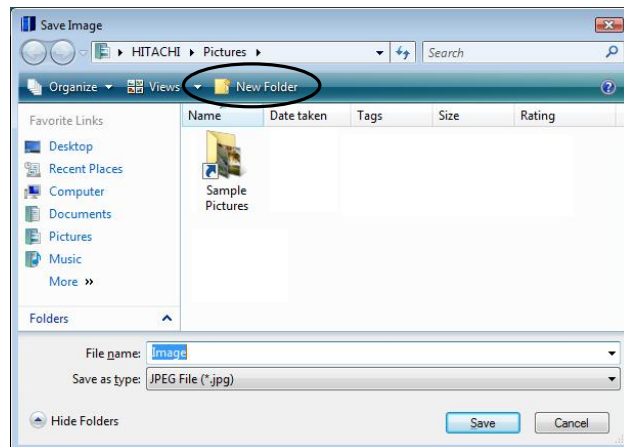 Save Image
HITACHI Pictures Search
Organize Views New Folder
Favorite Links
Name Date taken Tags Size Rating
Desktop
Recent Places
Computer
Documents
Pictures
Music
More »
Sample
Pictures
Folders
File name: Image
Save as type: JPEG File (*.jpg)
Hide Folders Save Cancel